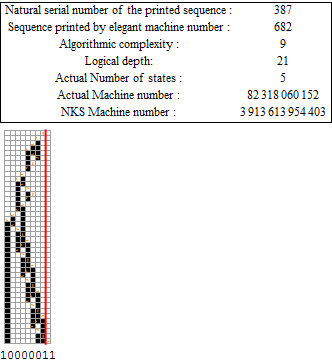 Natural serial number of the printed sequence : 387
Sequence printed by elegant machine number : 682
Algorithmic complexity : 9
Logical depth: 21
Actual Number of states : 5
Actual Machine number : 82 318 060 152
NKS Machine number : 3 913 613 954 403
10000011